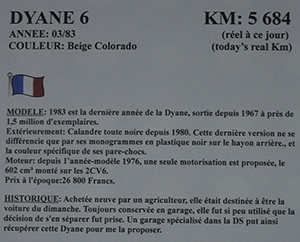 DYANE 6 KM: 5 684
ANNEE: 03/83 (réel à ce jour)
COULEUR: Beige Colorado (today's real Km)
MODELE: 1983 est la dernière année de la Dyane, sortie depuis 1967 à près de
1,5 million d'exemplaires.
Extérieurement: Calandre toute noire depuis 1980. Cette dernière version ne se
différencie que par ses monogrammes en plastique noir sur le hayon arrière., et
la couleur spécifique de ses pare-chocs.
Moteur: depuis l'année-modèle 1976, une seule motorisation est proposée, le
602 cm³ monté sur les 2CV6.
Prix à l'époque:26 800 Francs.
HISTORIQUE: Achetée neuve par un agriculteur, elle était destinée à être la
voiture du dimanche. Toujours conservée en garage, elle fut si peu utilisé que la
décision de s'en séparer fut prise. Un garage spécialisé dans la DS put ainsi
récupérer cette Dyane pour me la proposer.